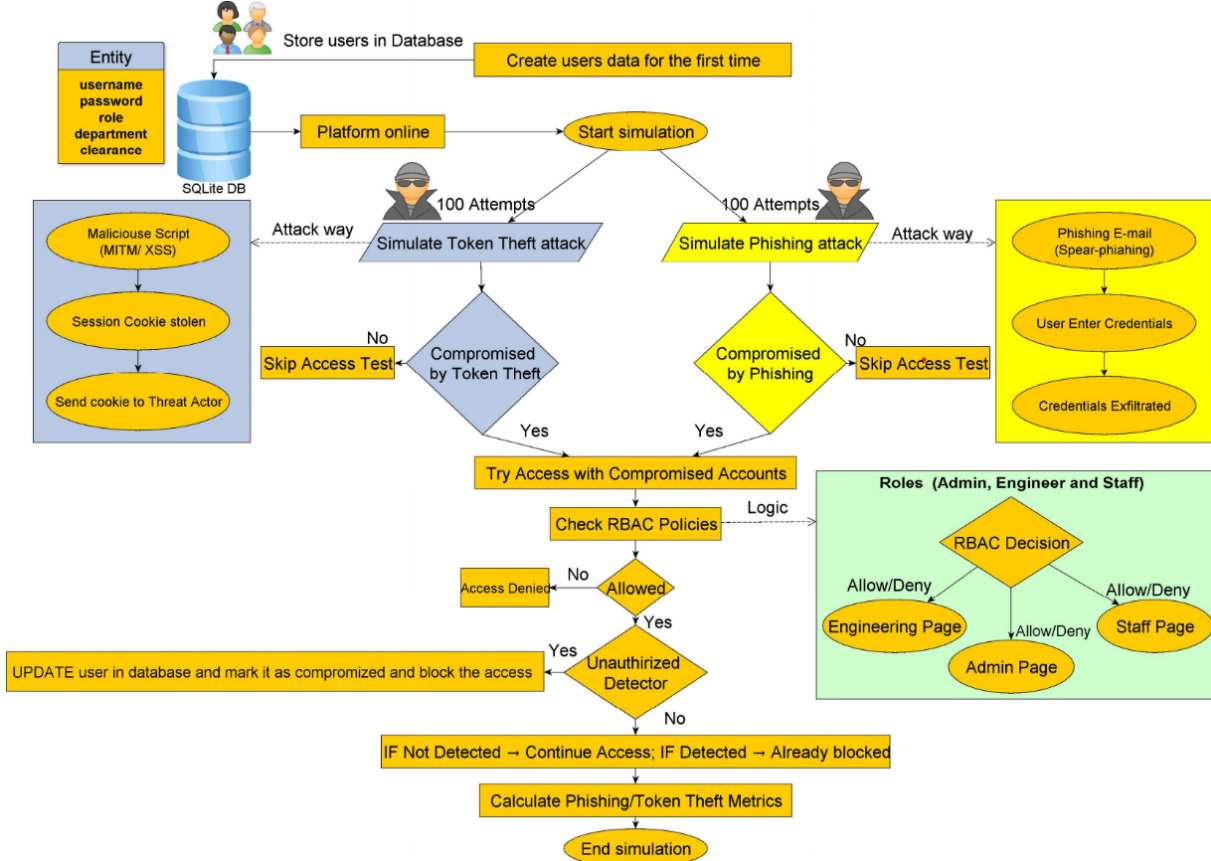 Store users in Database
Create users data for the first time
Entity
username
password
role
department
clearance
SQLite DB
Platform online
Start simulation
100 Attempts
100 Attempts
Simulate Token Theft attack
Simulate Phishing attack
Attack way
Attack way
Maliciouse Script
(MITM/ XSS)
Session Cookie stolen
Send cookie to Threat Actor
Phishing E-mail
(Spear-phiahing)
User Enter Credentials
Credentials Exfiltrated
Compromised
by Token Theft
No
Skip Access Test
Compromised
by Phishing
No
Skip Access Test
Yes
Yes
Try Access with Compromised Accounts
Check RBAC Policies
Logic
Roles (Admin, Engineer and Staff)
RBAC Decision
Allow/Deny
Allow/Deny
Allow/Deny
Engineering Page
Admin Page
Staff Page
Allowed
No
Access Denied
Yes
Unauthirized
Detector
Yes
UPDATE user in database and mark it as compromized and block the access
No
IF Not Detected → Continue Access; IF Detected → Already blocked
Calculate Phishing/Token Theft Metrics
End simulation